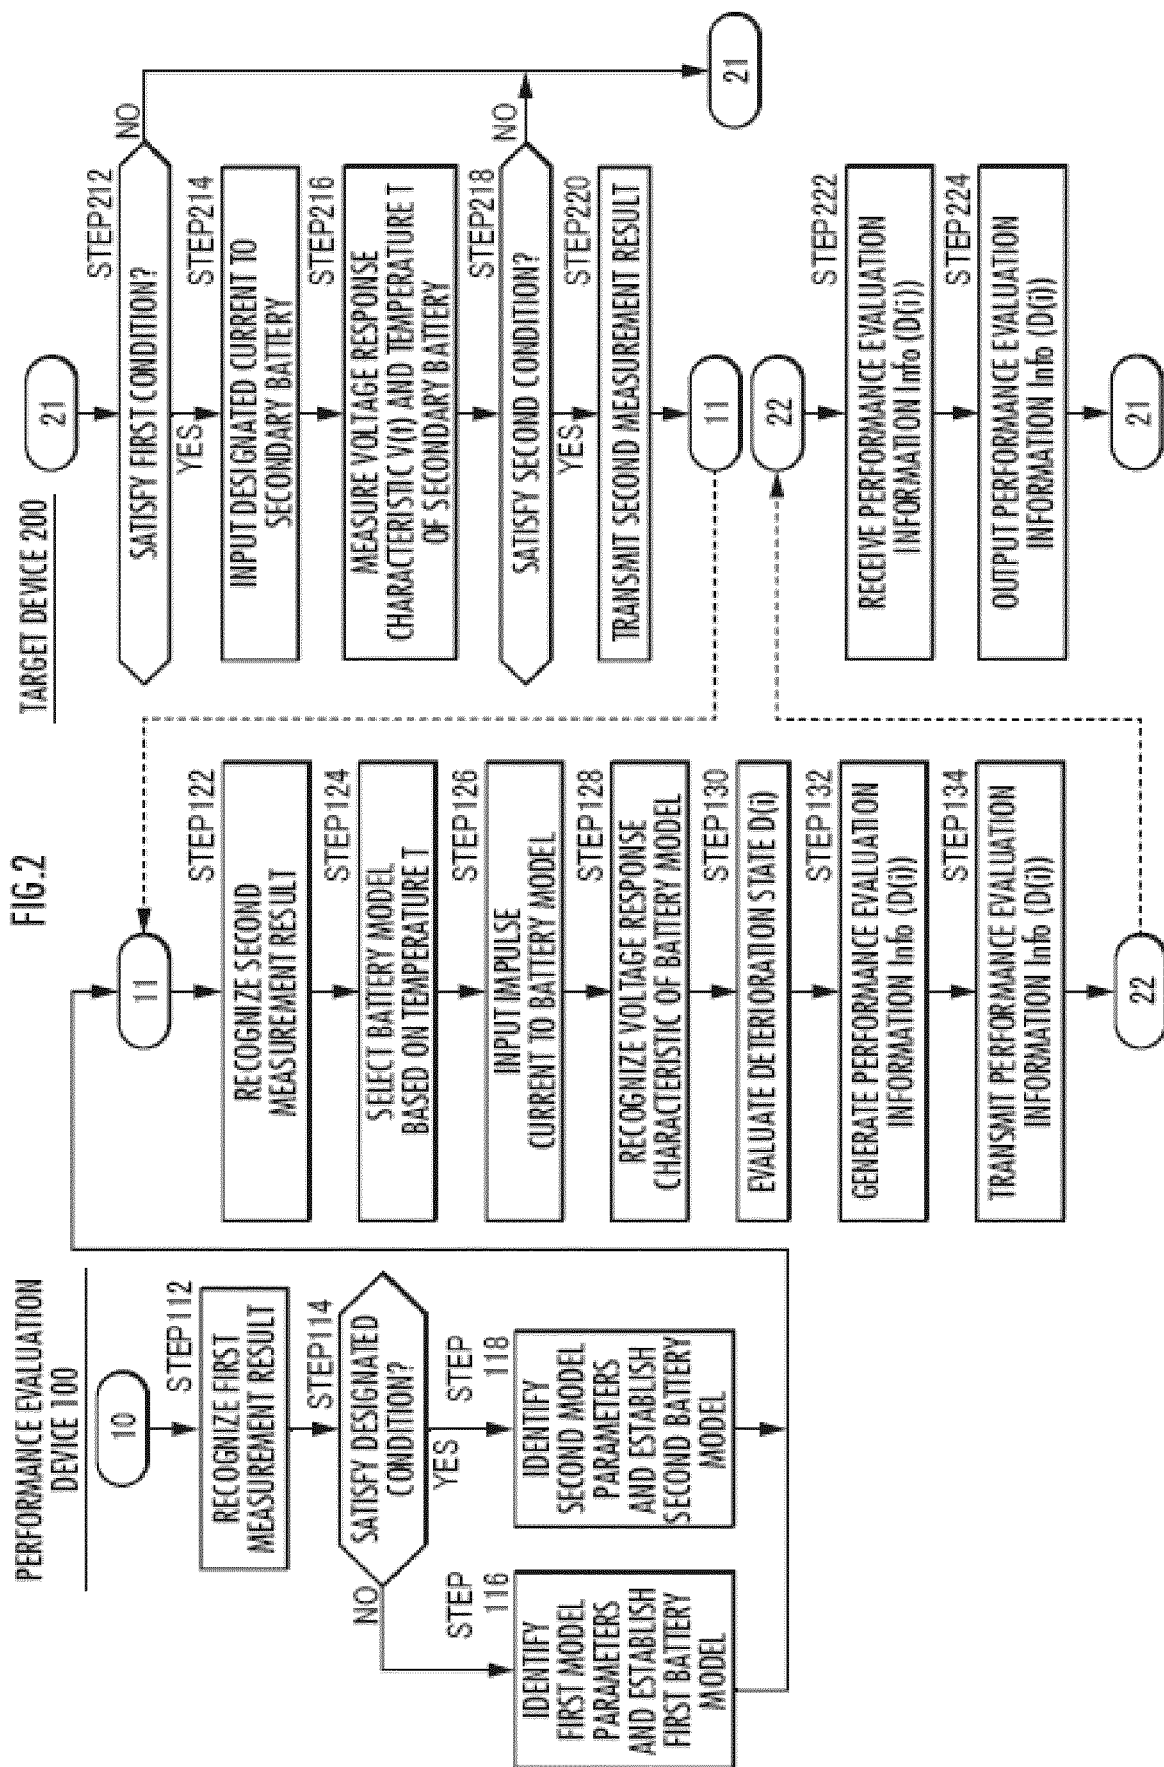 FIG.2
PERFORMANCE EVALUATION
DEVICE 100
10
STEP112
RECOGNIZE FIRST
MEASUREMENT RESULT
STEP114
SATISFY DESIGNATED
CONDITION?
NO
YES
STEP
116
IDENTIFY
FIRST MODEL
PARAMETERS
AND ESTABLISH
FIRST BATTERY
MODEL
STEP
118
IDENTIFY
SECOND MODEL
PARAMETERS
AND ESTABLISH
SECOND BATTERY
MODEL
11
STEP122
RECOGNIZE SECOND
MEASUREMENT RESULT
STEP124
SELECT BATTERY MODEL
BASED ON TEMPERATURE T
STEP126
INPUT IMPULSE
CURRENT TO BATTERY MODEL
STEP128
RECOGNIZE VOLTAGE RESPONSE
CHARACTERISTIC OF BATTERY MODEL
STEP130
EVALUATE DETERIORATION STATE D(i)
STEP132
GENERATE PERFORMANCE EVALUATION
INFORMATION Info (D(i))
STEP134
TRANSMIT PERFORMANCE EVALUATION
INFORMATION Info (D(i))
22
TARGET DEVICE 200
21
STEP212
SATISFY FIRST CONDITION?
NO
YES
STEP214
INPUT DESIGNATED CURRENT TO
SECONDARY BATTERY
STEP216
MEASURE VOLTAGE RESPONSE
CHARACTERISTIC V(t) AND TEMPERATURE T
OF SECONDARY BATTERY
STEP218
SATISFY SECOND CONDITION?
NO
YES
STEP220
TRANSMIT SECOND MEASUREMENT RESULT
21
11
22
STEP222
RECEIVE PERFORMANCE EVALUATION
INFORMATION Info (D(i))
STEP224
OUTPUT PERFORMANCE EVALUATION
INFORMATION Info (D(i))
21